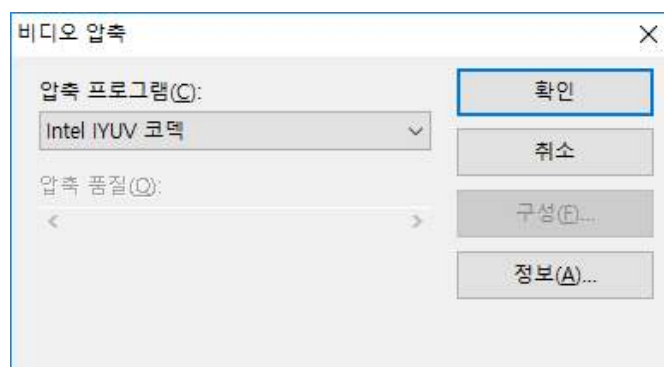 비디오 압축
압축 프로그램(C):
Intel IYUV 코덱
압축 품질(Q):
확인
취소
구성(F)...
정보(A)...